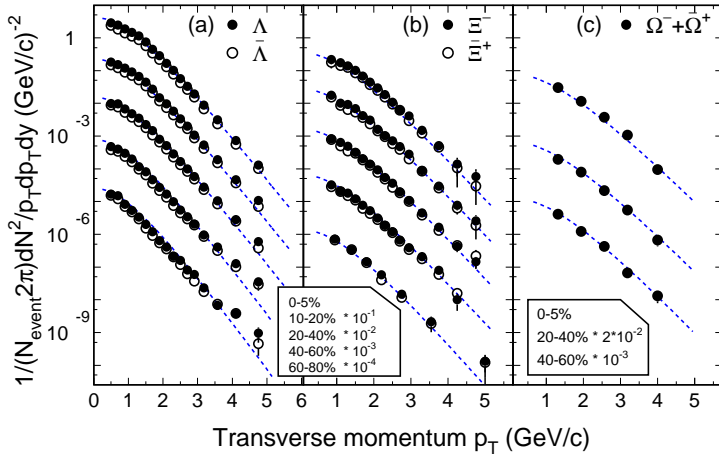 1/(N_event 2π)dN²/p_T dp_T dy (GeV/c)⁻²
1
10⁻³
10⁻⁶
10⁻⁹
(a)
Λ
Λ̄
(b)
Ξ⁻
Ξ̄⁺
(c)
Ω⁻+Ω̄⁺
0-5%
10-20% * 10⁻¹
20-40% * 10⁻²
40-60% * 10⁻³
60-80% * 10⁻⁴
0-5%
20-40% * 2*10⁻²
40-60% * 10⁻³
0 1 2 3 4 5 6 1 2 3 4 5 1 2 3 4 5
Transverse momentum p_T (GeV/c)